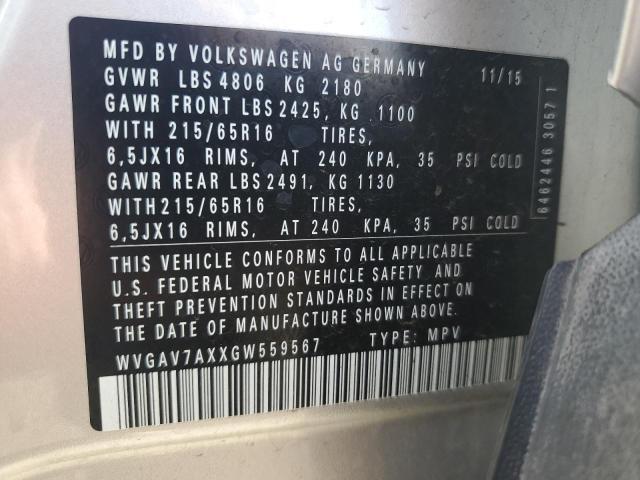 MFD BY VOLKSWAGEN AG GERMANY 11/15
GVWR LBS 4806 KG 2180
GAWR FRONT LBS 2425, KG 1100
WITH 215/65R16 TIRES,
6,5JX16 RIMS, AT 240 KPA, 35 PSI COLD
GAWR REAR LBS 2491, KG 1130
WITH 215/65R16 TIRES,
6,5JX16 RIMS, AT 240 KPA, 35 PSI COLD
THIS VEHICLE CONFORMS TO ALL APPLICABLE
U.S. FEDERAL MOTOR VEHICLE SAFETY AND
THEFT PREVENTION STANDARDS IN EFFECT ON
THE DATE OF MANUFACTURE SHOWN ABOVE.
WVGAV7AXXGW559567 TYPE: MPV
6462446 3057 1